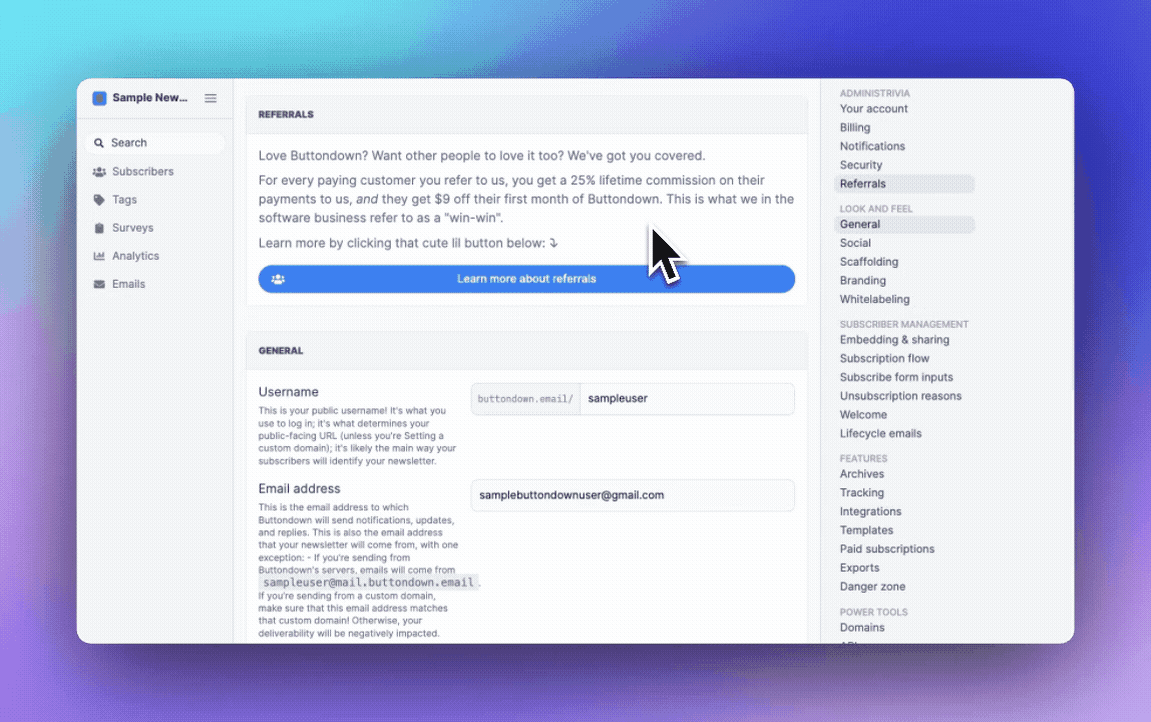 Sample New...
Search
Subscribers
Tags
Surveys
Analytics
Emails
REFERRALS
Love Buttondown? Want other people to love it too? We've got you covered.
For every paying customer you refer to us, you get a 25% lifetime commission on their
payments to us, and they get $9 off their first month of Buttondown. This is what we in the
software business refer to as a "win-win".
Learn more by clicking that cute lil button below: ⤵
Learn more about referrals
GENERAL
Username
This is your public username! It's what you
use to log in; it's what determines your
public-facing URL (unless you're Setting a
custom domain); it's likely the main way your
subscribers will identify your newsletter.
buttondown.email/
sampleuser
Email address
This is the email address to which
Buttondown will send notifications, updates,
and replies. This is also the email address
that your newsletter will come from, with one
exception: - If you're sending from
Buttondown's servers, emails will come from
sampleuser@mail.buttondown.email.
If you're sending from a custom domain,
make sure that this email address matches
that custom domain! Otherwise, your
deliverability will be negatively impacted.
samplebuttondownuser@gmail.com
ADMINISTRIVIA
Your account
Billing
Notifications
Security
Referrals
LOOK AND FEEL
General
Social
Scaffolding
Branding
Whitelabeling
SUBSCRIBER MANAGEMENT
Embedding & sharing
Subscription flow
Subscribe form inputs
Unsubscription reasons
Welcome
Lifecycle emails
FEATURES
Archives
Tracking
Integrations
Templates
Paid subscriptions
Exports
Danger zone
POWER TOOLS
Domains